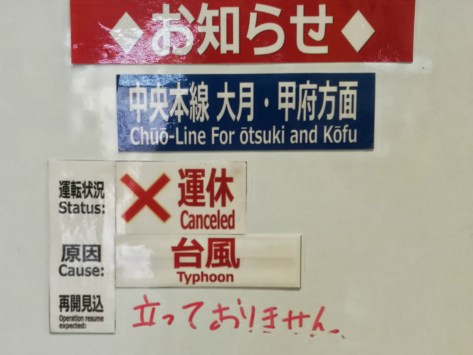 ◆お知らせ◆
中央本線 大月・甲府方面
Chūō-Line For ōtsuki and Kōfu
運転状況
Status:
×運休
Canceled
原因
Cause:
台風
Typhoon
再開見込
Operation resume
expected:
立っておりません。